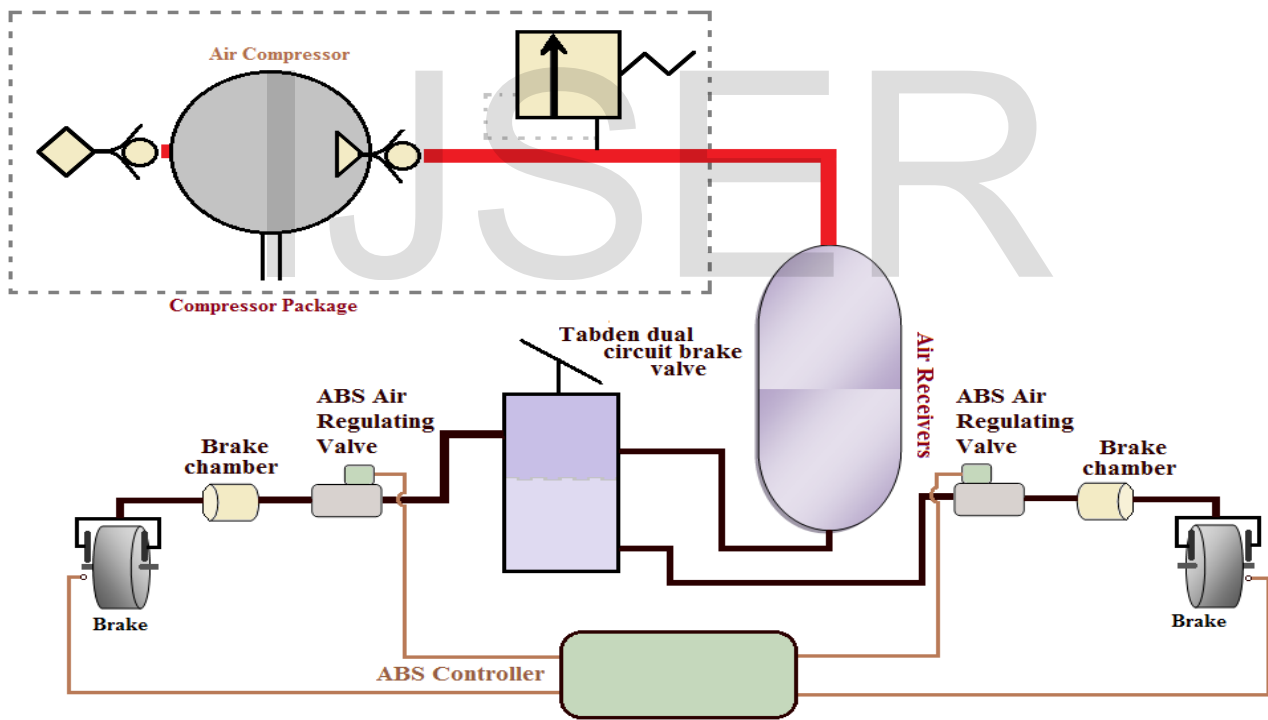 Air Compressor
IJSER
Compressor Package
Tabden dual
circuit brake
valve
Air Receivers
ABS Air
Regulating
Valve
ABS Air
Regulating
Valve
Brake
chamber
Brake
chamber
Brake
Brake
ABS Controller